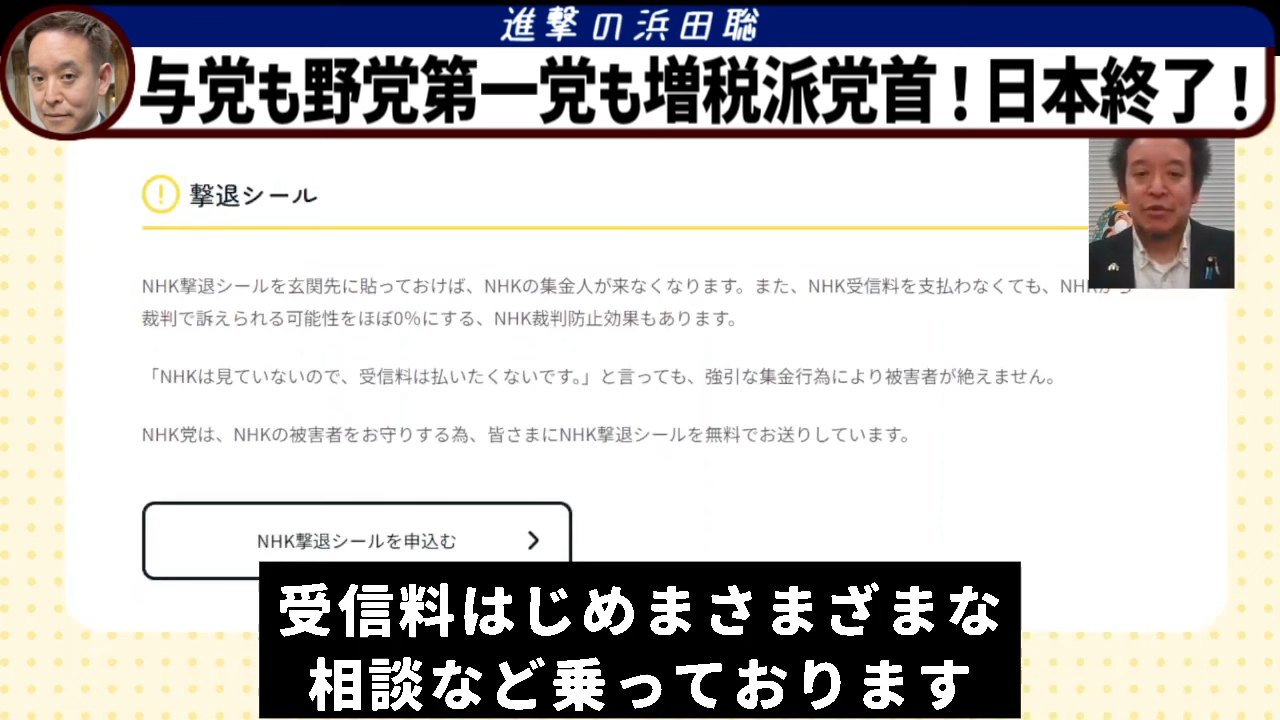 進撃の浜田聡
与党も野党第一党も増税派党首！日本終了！
撃退シール
NHK撃退シールを玄関先に貼っておけば、NHKの集金人が来なくなります。また、NHK受信料を支払わなくても、NHKから
裁判で訴えられる可能性をほぼ0%にする、NHK裁判防止効果もあります。
「NHKは見ていないので、受信料は払いたくないです。」と言っても、強引な集金行為により被害者が絶えません。
NHK党は、NHKの被害者をお守りする為、皆さまにNHK撃退シールを無料でお送りしています。
NHK撃退シールを申込む
受信料はじめまさまざまな
相談など乗っております